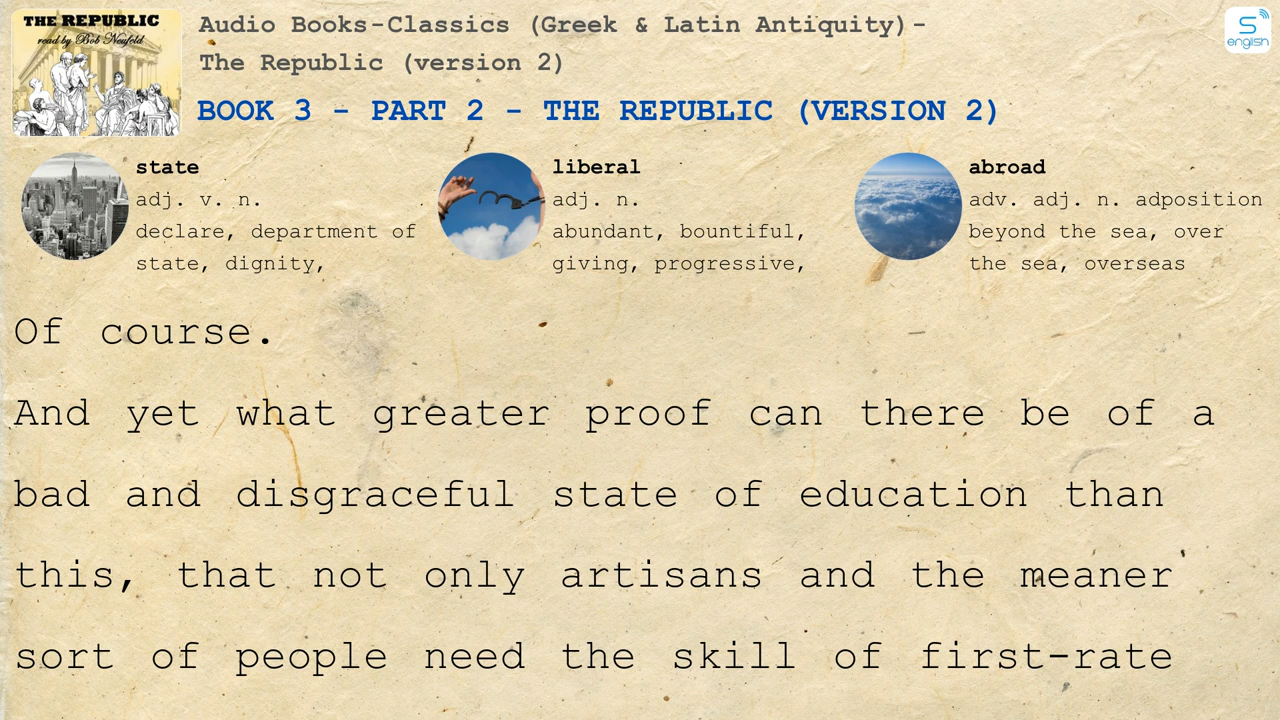 THE REPUBLIC
read by Bob Neufeld
Audio Books-Classics (Greek & Latin Antiquity)-
The Republic (version 2)
BOOK 3 - PART 2 - THE REPUBLIC (VERSION 2)
S
english
state
adj. v. n.
declare, department of
state, dignity,
liberal
adj. n.
abundant, bountiful,
giving, progressive,
abroad
adv. adj. n. adposition
beyond the sea, over
the sea, overseas
Of course.
And yet what greater proof can there be of a
bad and disgraceful state of education than
this, that not only artisans and the meaner
sort of people need the skill of first-rate